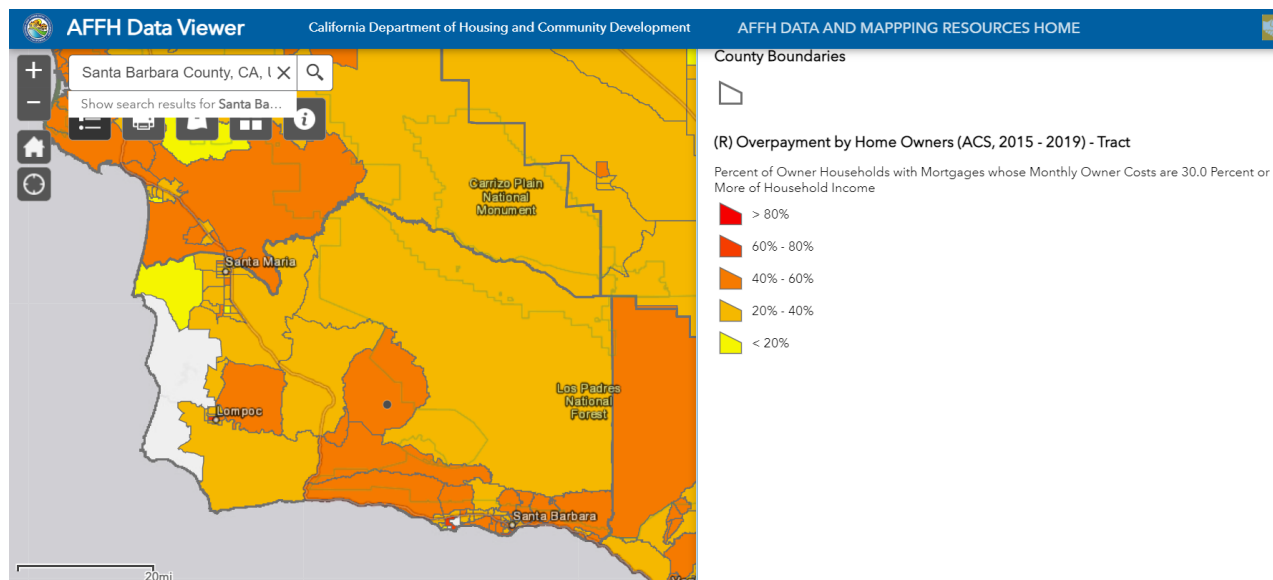 AFFH Data Viewer
California Department of Housing and Community Development
AFFH DATA AND MAPPPING RESOURCES HOME
+
−
Santa Barbara County, CA, U
Show search results for Santa Ba...
Carrizo Plain
National
Monument
Santa Maria
Lompoc
Los Padres
National
Forest
Santa Barbara
20mi
County Boundaries
(R) Overpayment by Home Owners (ACS, 2015 - 2019) - Tract
Percent of Owner Households with Mortgages whose Monthly Owner Costs are 30.0 Percent or
More of Household Income
> 80%
60% - 80%
40% - 60%
20% - 40%
< 20%